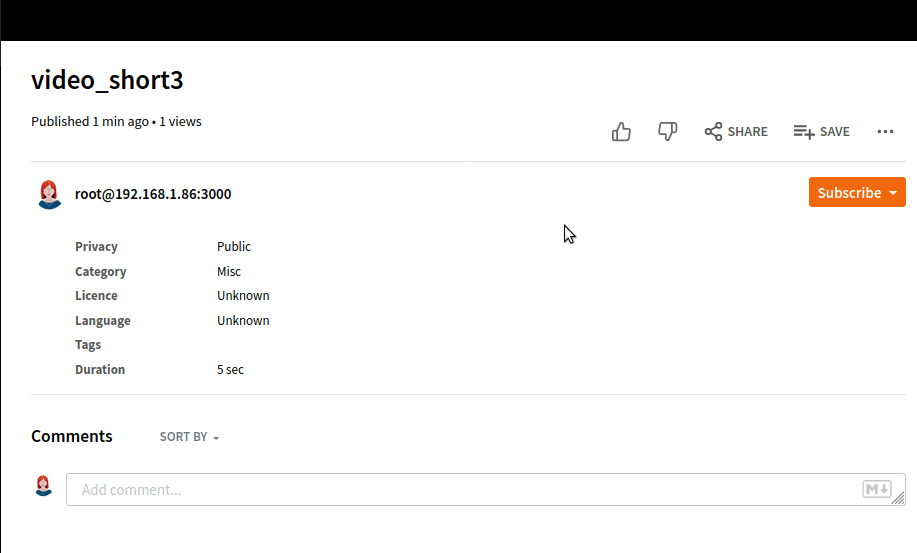 video_short3
Published 1 min ago • 1 views
SHARE SAVE
root@192.168.1.86:3000 Subscribe
Privacy Public
Category Misc
Licence Unknown
Language Unknown
Tags
Duration 5 sec
Comments SORT BY
Add comment... M